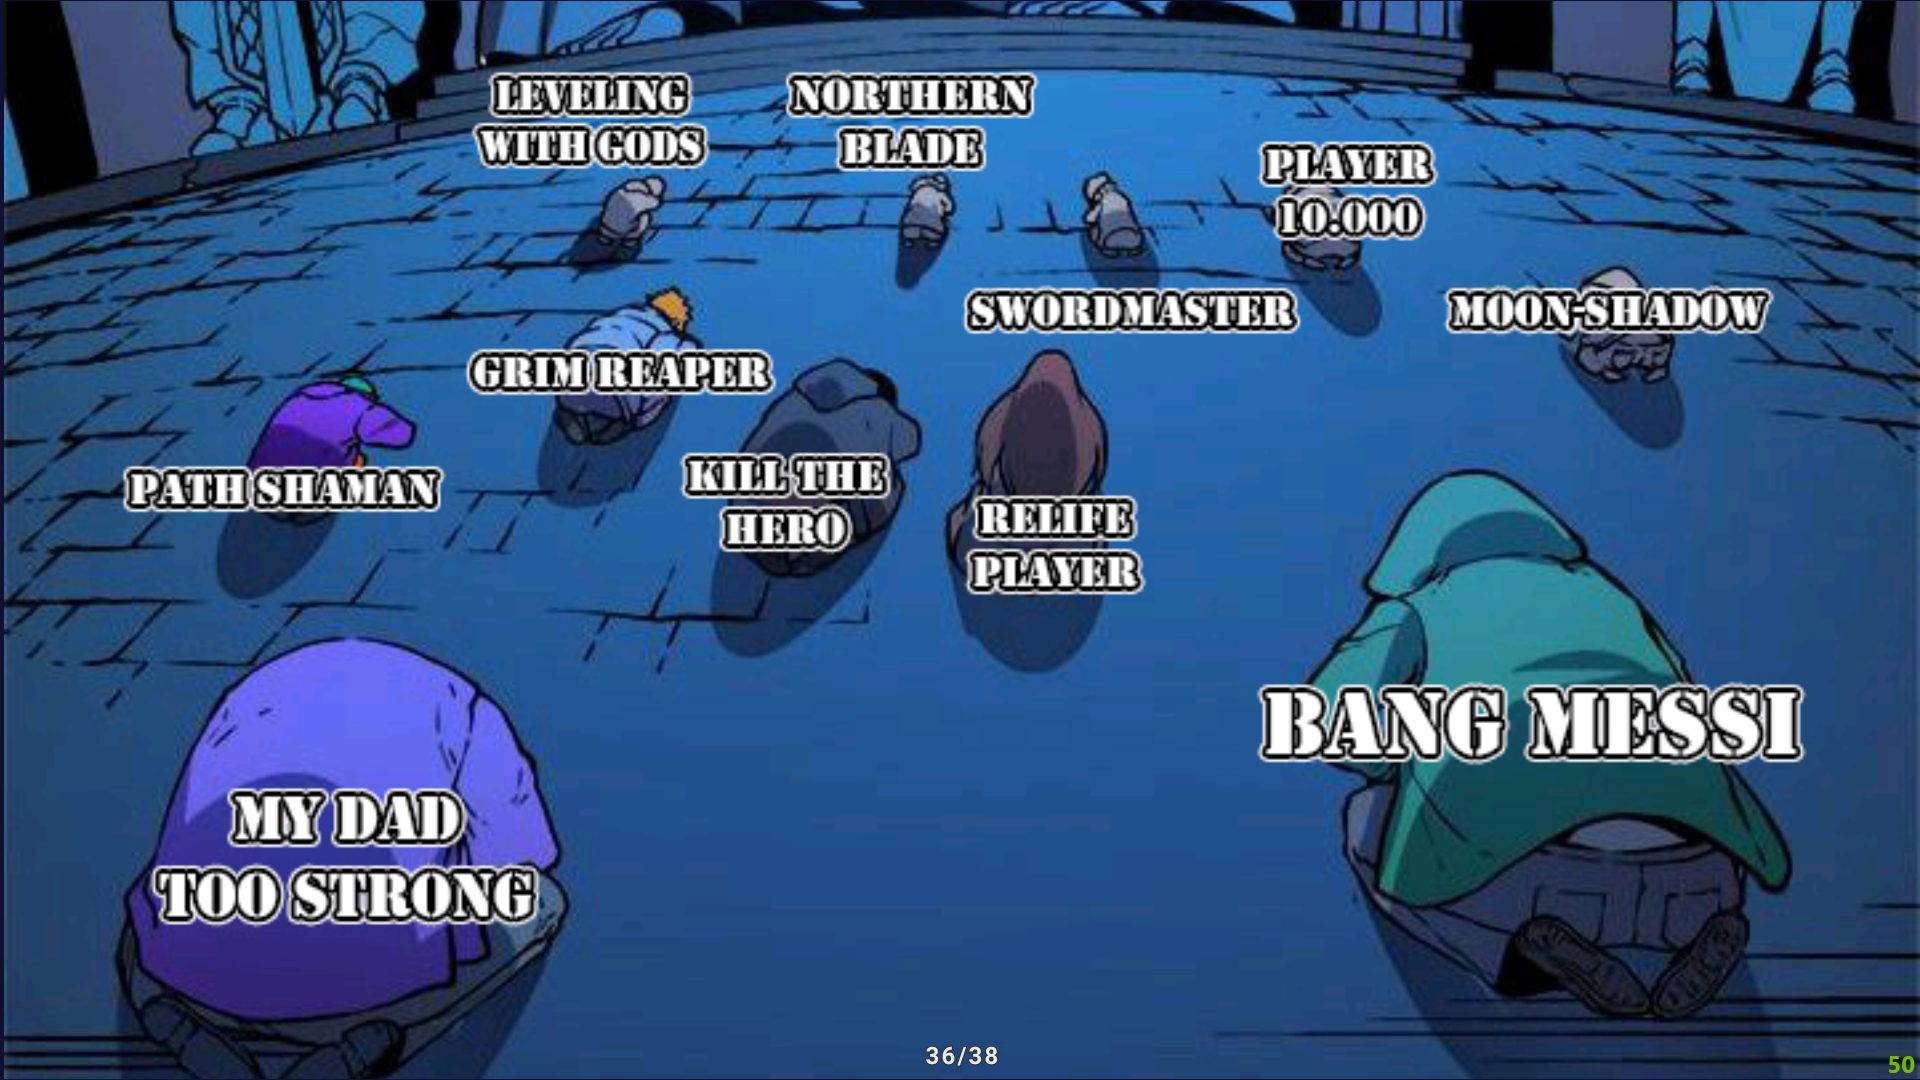 LEVELING
WITH GODS
NORTHERN
BLADE
PLAYER
10.000
SWORDMASTER
MOON-SHADOW
GRIM REAPER
PATH SHAMAN
KILL THE
HERO
RELIFE
PLAYER
BANG MESSI
MY DAD
TOO STRONG
36/38
50